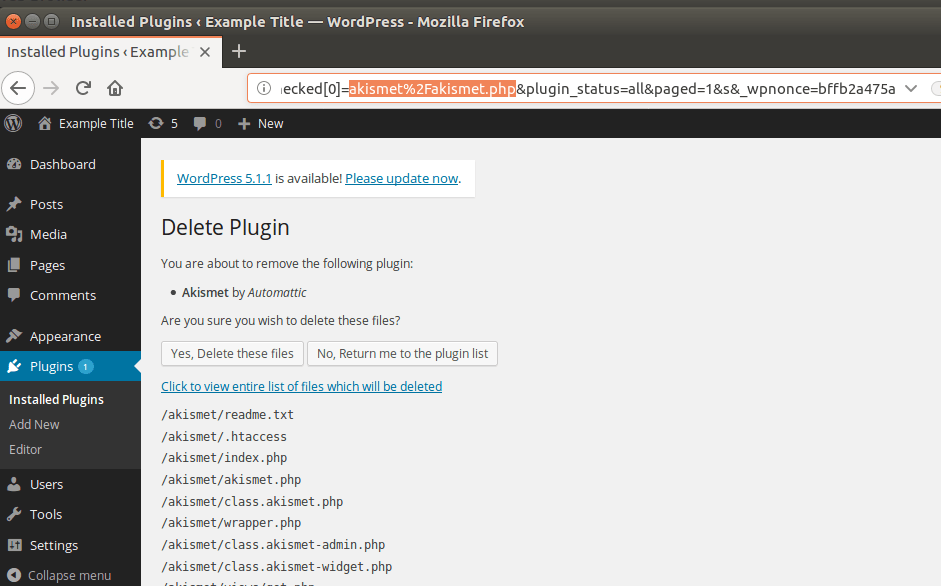 Installed Plugins ‹ Example Title — WordPress - Mozilla Firefox
Installed Plugins ‹ Example
ecked[0]=akismet%2Fakismet.php&plugin_status=all&paged=1&s&_wpnonce=bffb2a475a
Example Title 5 0 New
Dashboard
Posts
Media
Pages
Comments
Appearance
Plugins 1
Installed Plugins
Add New
Editor
Users
Tools
Settings
Collapse menu
WordPress 5.1.1 is available! Please update now.
Delete Plugin
You are about to remove the following plugin:
Akismet by Automattic
Are you sure you wish to delete these files?
Yes, Delete these files No, Return me to the plugin list
Click to view entire list of files which will be deleted
/akismet/readme.txt
/akismet/.htaccess
/akismet/index.php
/akismet/akismet.php
/akismet/class.akismet.php
/akismet/wrapper.php
/akismet/class.akismet-admin.php
/akismet/class.akismet-widget.php